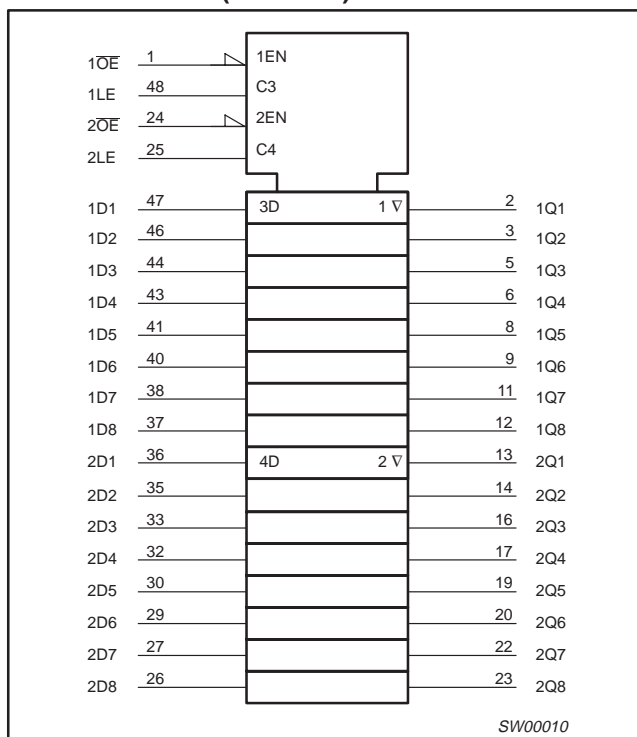 1O̅E̅ 1 1EN
1LE 48 C3
2O̅E̅ 24 2EN
2LE 25 C4
1D1 47 3D 1 ∇ 2 1Q1
1D2 46 3 1Q2
1D3 44 5 1Q3
1D4 43 6 1Q4
1D5 41 8 1Q5
1D6 40 9 1Q6
1D7 38 11 1Q7
1D8 37 12 1Q8
2D1 36 4D 2 ∇ 13 2Q1
2D2 35 14 2Q2
2D3 33 16 2Q3
2D4 32 17 2Q4
2D5 30 19 2Q5
2D6 29 20 2Q6
2D7 27 22 2Q7
2D8 26 23 2Q8
SW00010